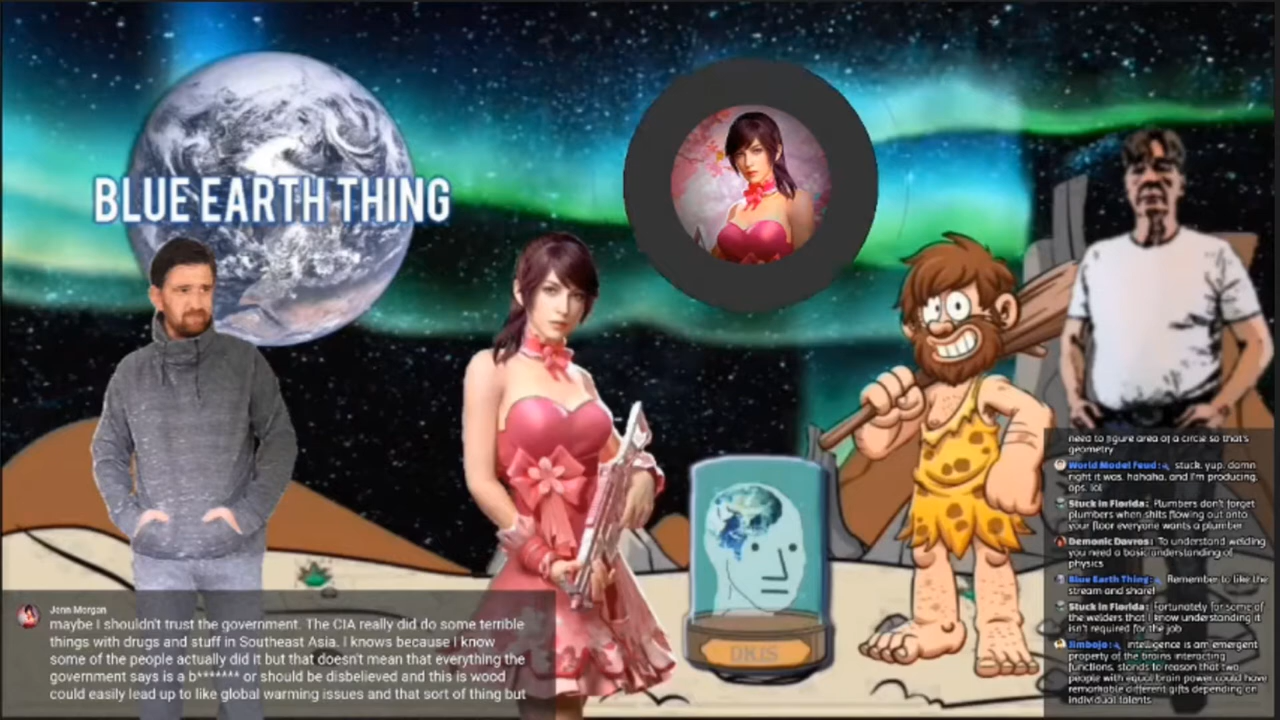 BLUE EARTH THING
Jenn Morgan
maybe I shouldn't trust the government. The CIA really did do some terrible
things with drugs and stuff in Southeast Asia. I knows because I know
some of the people actually did it but that doesn't mean that everything the
government says is a b******* or should be disbelieved and this is wood
could easily lead up to like global warming issues and that sort of thing but
DKIS
need to figure area of a circle so that's
geometry
World Model Feud: stuck. yup. damn
right it was. hahaha. and I'm producing.
ops. lol
Stuck in Florida: Plumbers don't forget
plumbers when shits flowing out onto
your floor everyone wants a plumber
Demonic Davros: To understand welding
you need a basic understanding of
physics
Blue Earth Thing: Remember to like the
stream and share!
Stuck in Florida: Fortunately for some of
the welders that I know understanding it
isn't required for the job
Jimbojo: intelligence is am emergent
property of the brains interacting
functions. stands to reason that two
people with equal brain power could have
remarkable different gifts depending on
individual talents